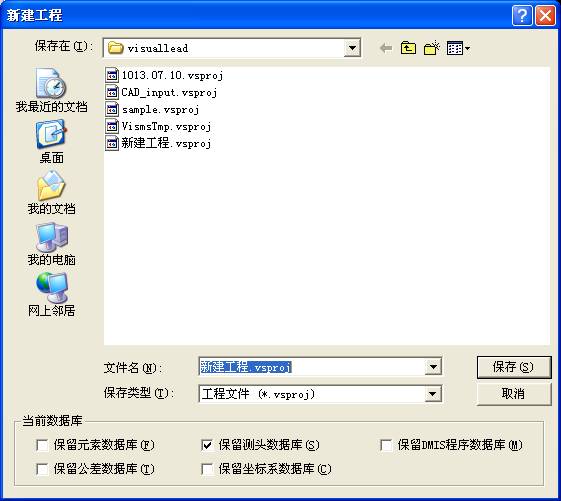 新建工程
保存在(I): visuallead
我最近的文档
桌面
我的文档
我的电脑
网上邻居
1013.07.10.vsproj
CAD_input.vsproj
sample.vsproj
VismsTmp.vsproj
新建工程.vsproj
文件名(N): 新建工程.vsproj 保存(S)
保存类型(T): 工程文件 (*.vsproj) 取消
当前数据库
保留元素数据库(F) 保留测头数据库(S) 保留DMIS程序数据库(M)
保留公差数据库(T) 保留坐标系数据库(C)